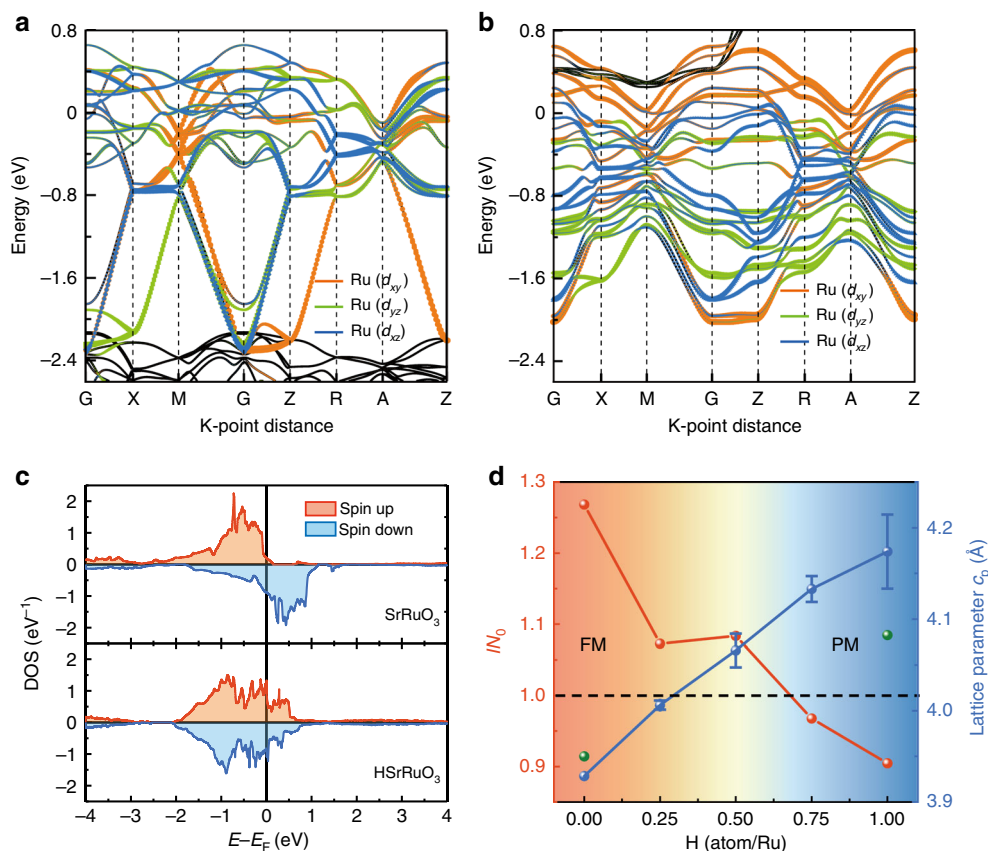 a
0.8
0
−0.8
−1.6
−2.4
Energy (eV)
Ru (dxy)
Ru (dyz)
Ru (dxz)
G X M G Z R A Z
K-point distance
b
0.8
0
−0.8
−1.6
−2.4
Energy (eV)
Ru (dxy)
Ru (dyz)
Ru (dxz)
G X M G Z R A Z
K-point distance
c
2
1
0
−1
−2
Spin up
Spin down
SrRuO3
DOS (eV−1)
2
1
0
−1
−2
HSrRuO3
−4 −3 −2 −1 0 1 2 3 4
E−EF (eV)
d
1.3
1.2
1.1
1.0
0.9
IN0
FM
PM
4.2
4.1
4.0
3.9
Lattice parameter cp (Å)
0.00 0.25 0.50 0.75 1.00
H (atom/Ru)